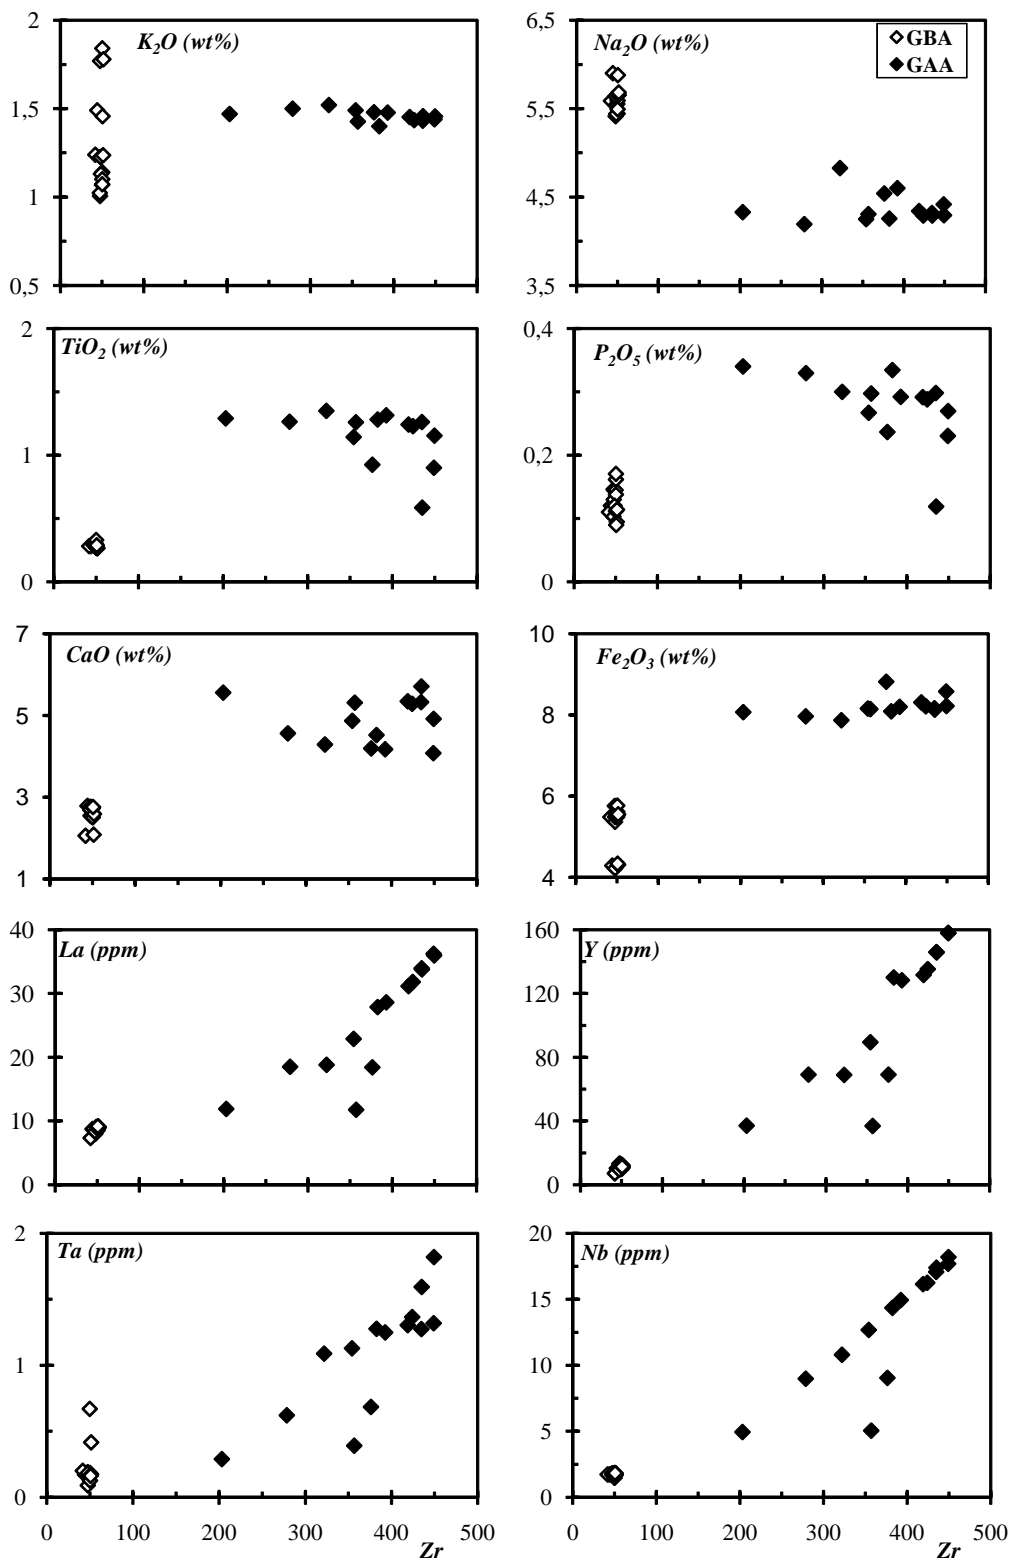 2
1,5
1
0,5
K2O (wt%)
6,5
5,5
4,5
3,5
Na2O (wt%)
GBA
GAA
2
1
0
TiO2 (wt%)
0,4
0,2
0
P2O5 (wt%)
7
5
3
1
CaO (wt%)
10
8
6
4
Fe2O3 (wt%)
40
30
20
10
0
La (ppm)
160
120
80
40
0
Y (ppm)
2
1
0
Ta (ppm)
0 100 200 300 400 500
Zr
20
15
10
5
0
Nb (ppm)
0 100 200 300 400 500
Zr